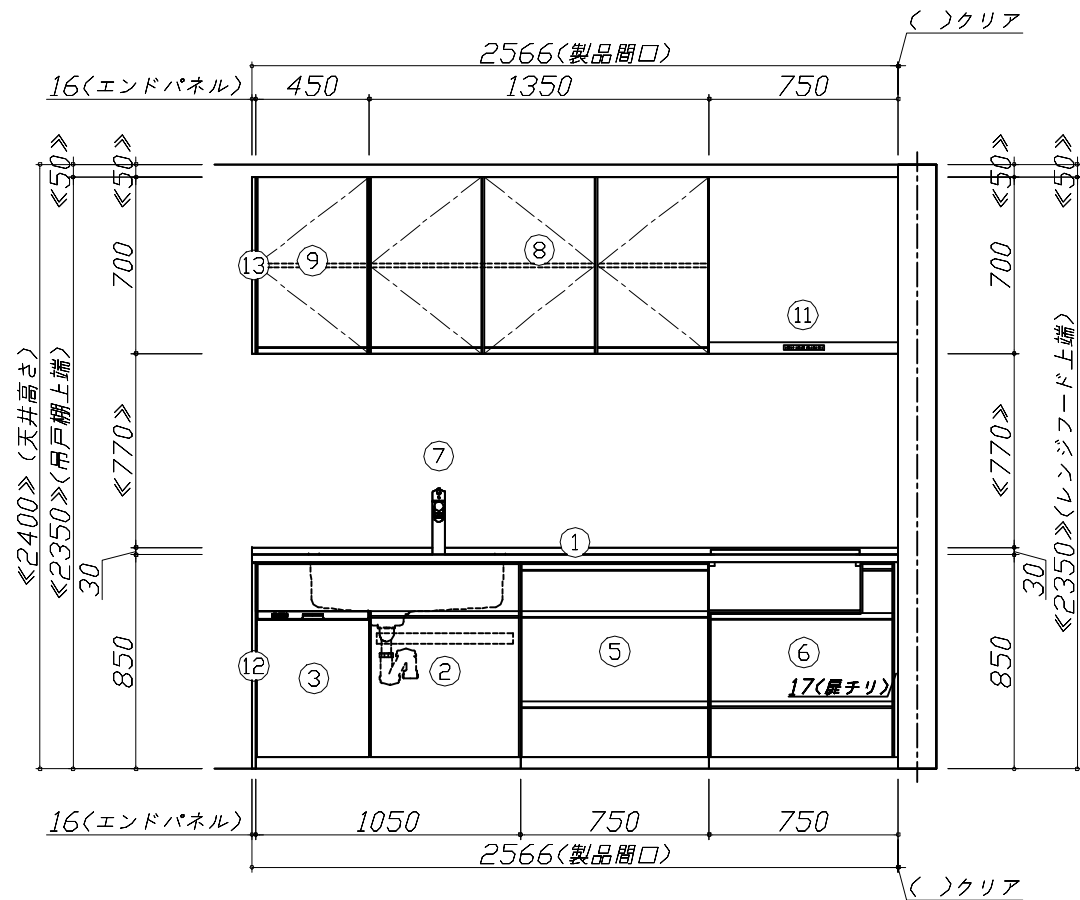 ( )クリア
2566(製品間口)
16(エンドパネル)
450
1350
750
≪50≫
≪50≫
≪50≫
≪50≫
700
700
13
9
8
11
≪2400≫(天井高さ)
≪2350≫(吊戸棚上端)
≪770≫
≪770≫
≪2350≫(レンジフード上端)
7
1
30
30
850
850
12
3
2
5
6
17(扉チリ)
16(エンドパネル)
1050
750
750
2566(製品間口)
( )クリア